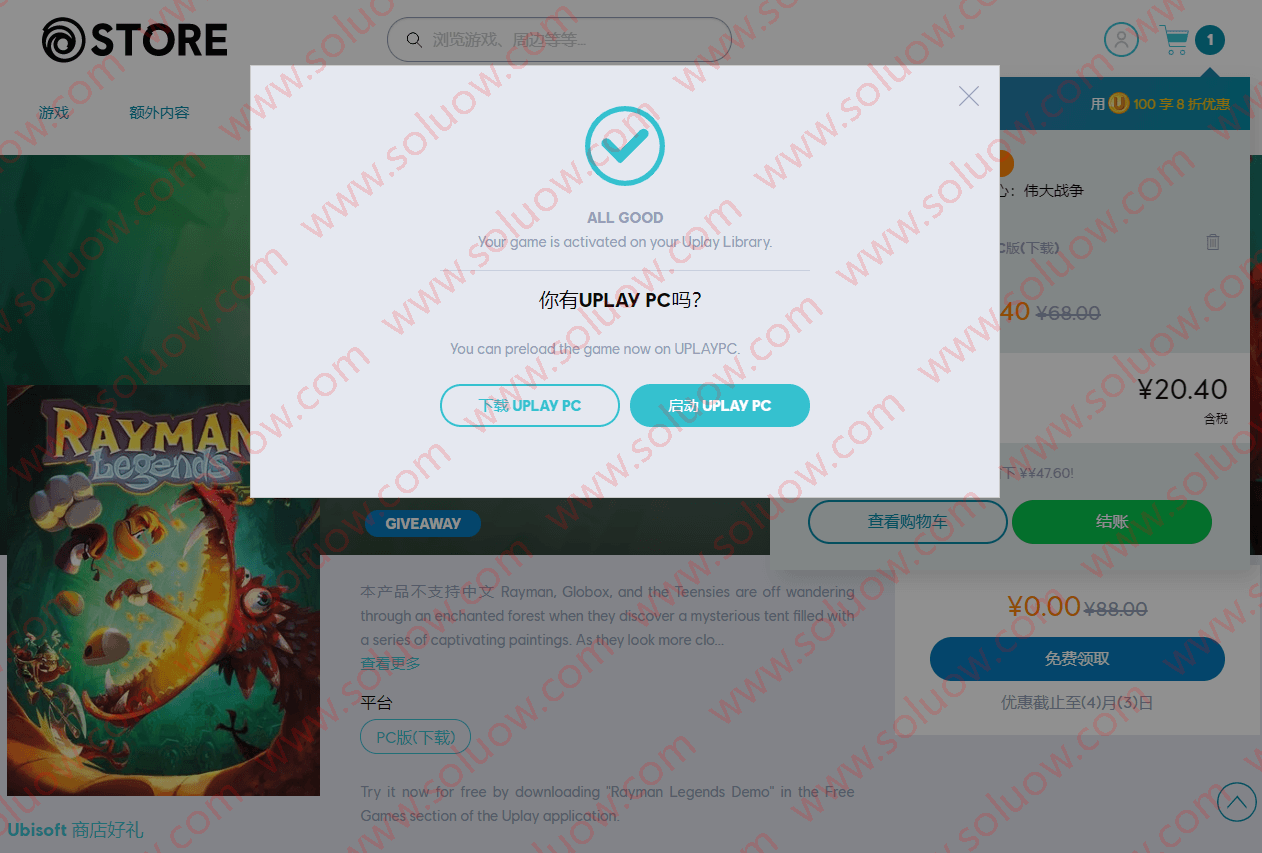 STORE
浏览游戏、周边等等...
1
游戏
额外内容
用 100 享 8 折优惠
ALL GOOD
Your game is activated on your Uplay Library.
你有UPLAY PC吗?
You can preload the game now on UPLAYPC.
下载 UPLAY PC
启动 UPLAY PC
心：伟大战争
PC版(下载)
.40 ¥68.00
¥20.40
含税
下 ¥¥47.60!
查看购物车
结账
RAYMAN
Legends
GIVEAWAY
本产品不支持中文 Rayman, Globox, and the Teensies are off wandering
through an enchanted forest when they discover a mysterious tent filled with
a series of captivating paintings. As they look more clo...
查看更多
平台
PC版(下载)
Try it now for free by downloading "Rayman Legends Demo" in the Free
Games section of the Uplay application.
¥0.00 ¥88.00
免费领取
优惠截止至(4)月(3)日
Ubisoft 商店好礼
www.soluow.com